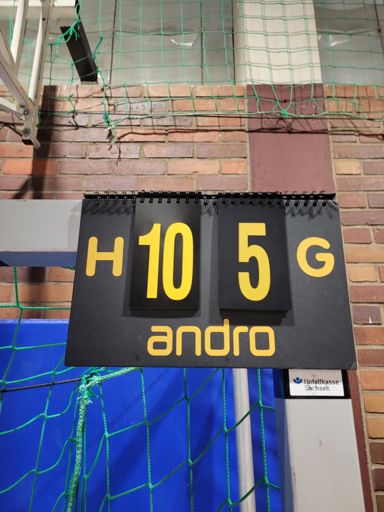 H 10 5 G
andro
Unfallkasse
Sachsen